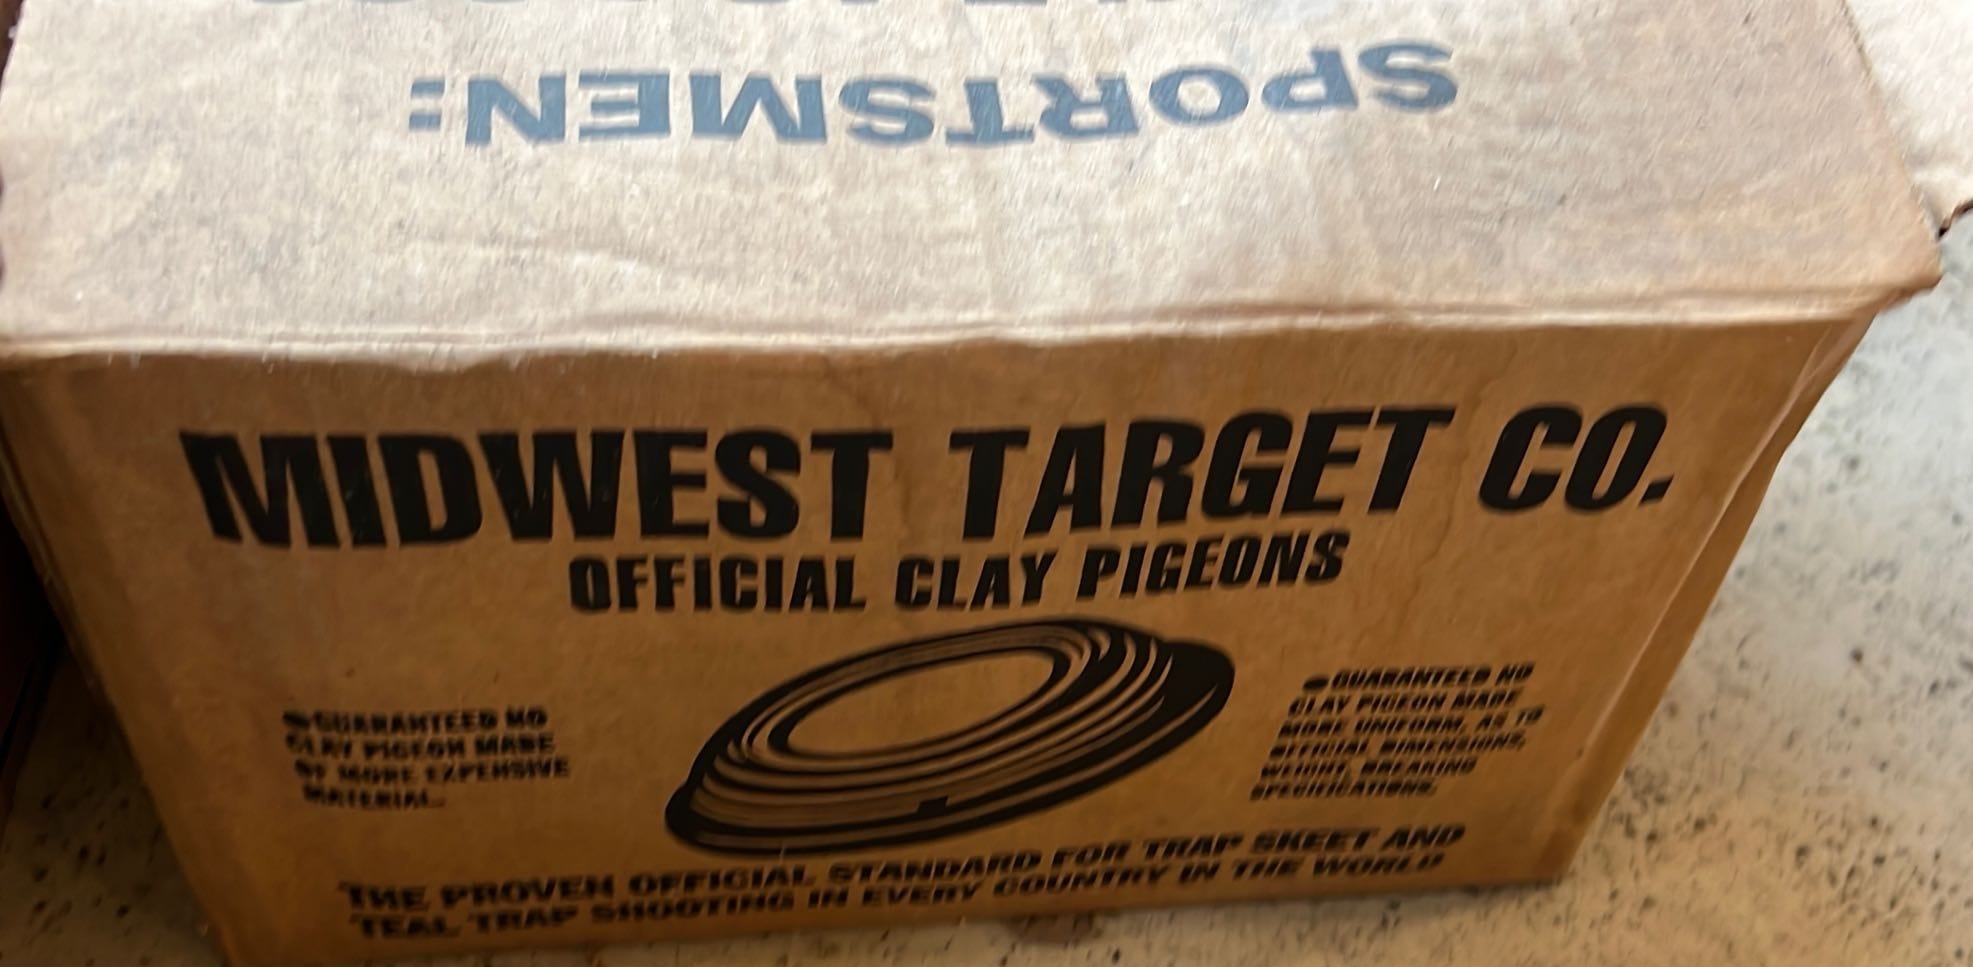 SPORTSMEN:
MIDWEST TARGET CO.
OFFICIAL CLAY PIGEONS
●GUARANTEED NO
CLAY PIGEON MADE
OF MORE EXPENSIVE
MATERIAL.
●GUARANTEED NO
CLAY PIGEON MADE
MORE UNIFORM, AS TO
OFFICIAL DIMENSIONS,
WEIGHT, BREAKING
SPECIFICATIONS.
THE PROVEN OFFICIAL STANDARD FOR TRAP SKEET AND
TEAL TRAP SHOOTING IN EVERY COUNTRY IN THE WORLD